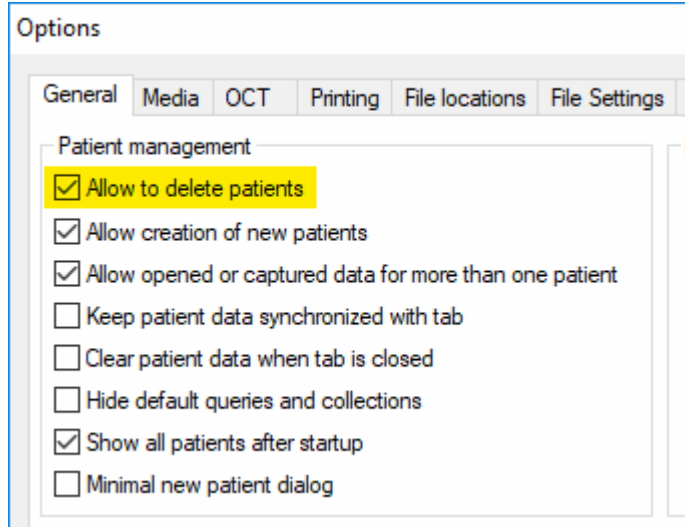 Options
General Media OCT Printing File locations File Settings
Patient management
Allow to delete patients
Allow creation of new patients
Allow opened or captured data for more than one patient
Keep patient data synchronized with tab
Clear patient data when tab is closed
Hide default queries and collections
Show all patients after startup
Minimal new patient dialog